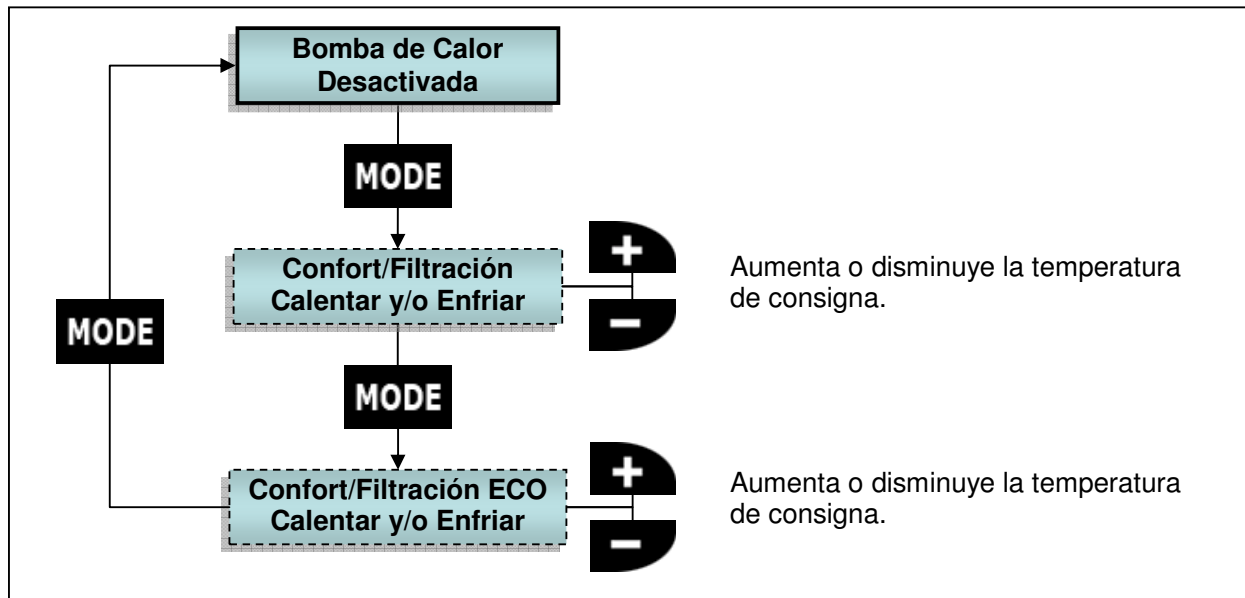 Bomba de Calor
Desactivada
MODE
Confort/Filtración
Calentar y/o Enfriar
+
−
Aumenta o disminuye la temperatura
de consigna.
MODE
MODE
Confort/Filtración ECO
Calentar y/o Enfriar
+
−
Aumenta o disminuye la temperatura
de consigna.